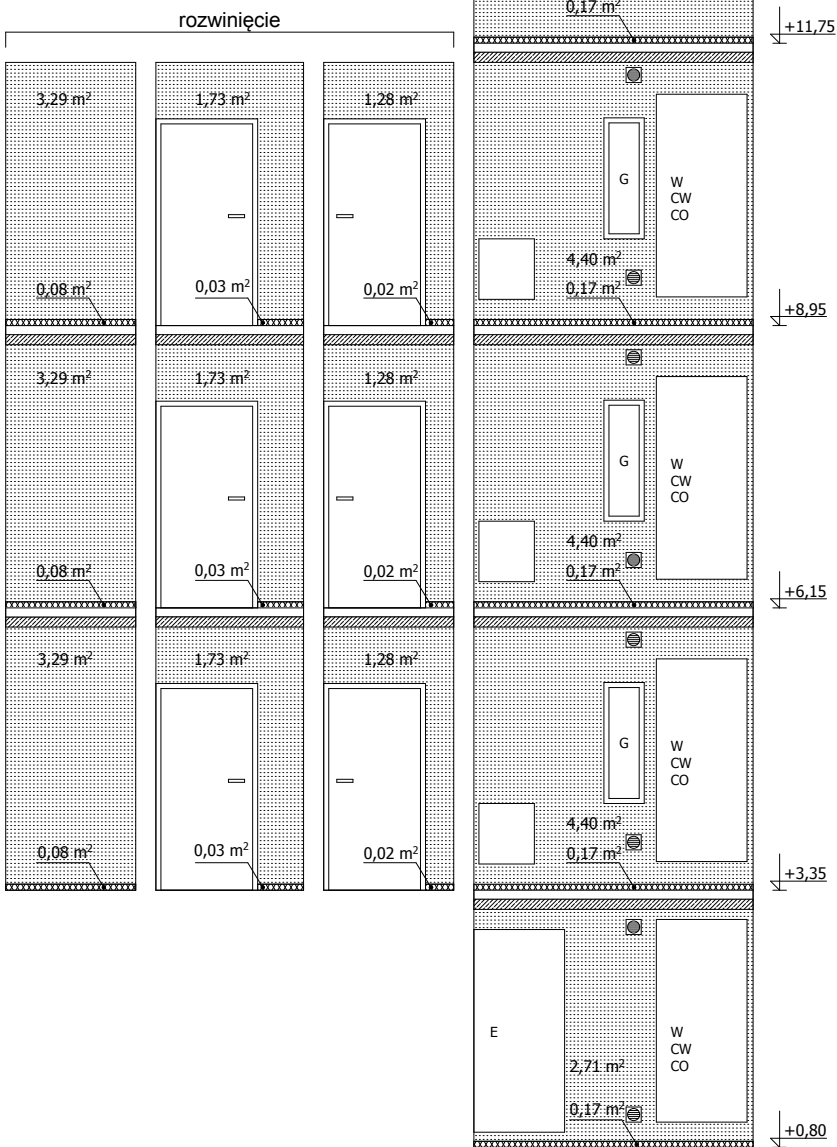 0,17 m²
+11,75
rozwinięcie
3,29 m²
1,73 m²
1,28 m²
G
W
CW
CO
4,40 m²
0,08 m²
0,03 m²
0,02 m²
0,17 m²
+8,95
3,29 m²
1,73 m²
1,28 m²
G
W
CW
CO
4,40 m²
0,08 m²
0,03 m²
0,02 m²
0,17 m²
+6,15
3,29 m²
1,73 m²
1,28 m²
G
W
CW
CO
4,40 m²
0,08 m²
0,03 m²
0,02 m²
0,17 m²
+3,35
E
W
CW
CO
2,71 m²
0,17 m²
+0,80